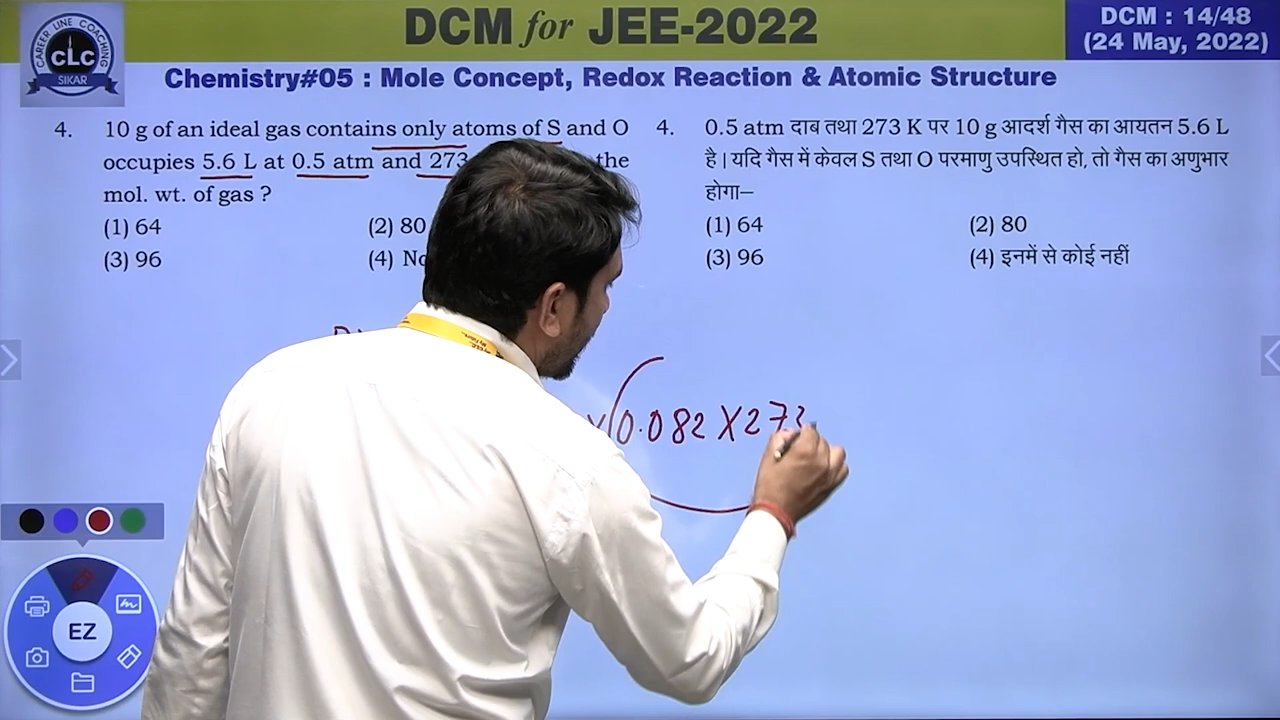 DCM for JEE-2022
DCM : 14/48
(24 May, 2022)
CAREER LINE COACHING
CLC
SIKAR
Chemistry#05 : Mole Concept, Redox Reaction & Atomic Structure
4. 10 g of an ideal gas contains only atoms of S and O
occupies 5.6 L at 0.5 atm and 273 the
mol. wt. of gas ?
(1) 64 (2) 80
(3) 96 (4)
4. 0.5 atm दाब तथा 273 K पर 10 g आदर्श गैस का आयतन 5.6 L
है। यदि गैस में केवल S तथा O परमाणु उपस्थित हो, तो गैस का अणुभार
होगा–
(1) 64 (2) 80
(3) 96 (4) इनमें से कोई नहीं
0.082 X 273
EZ